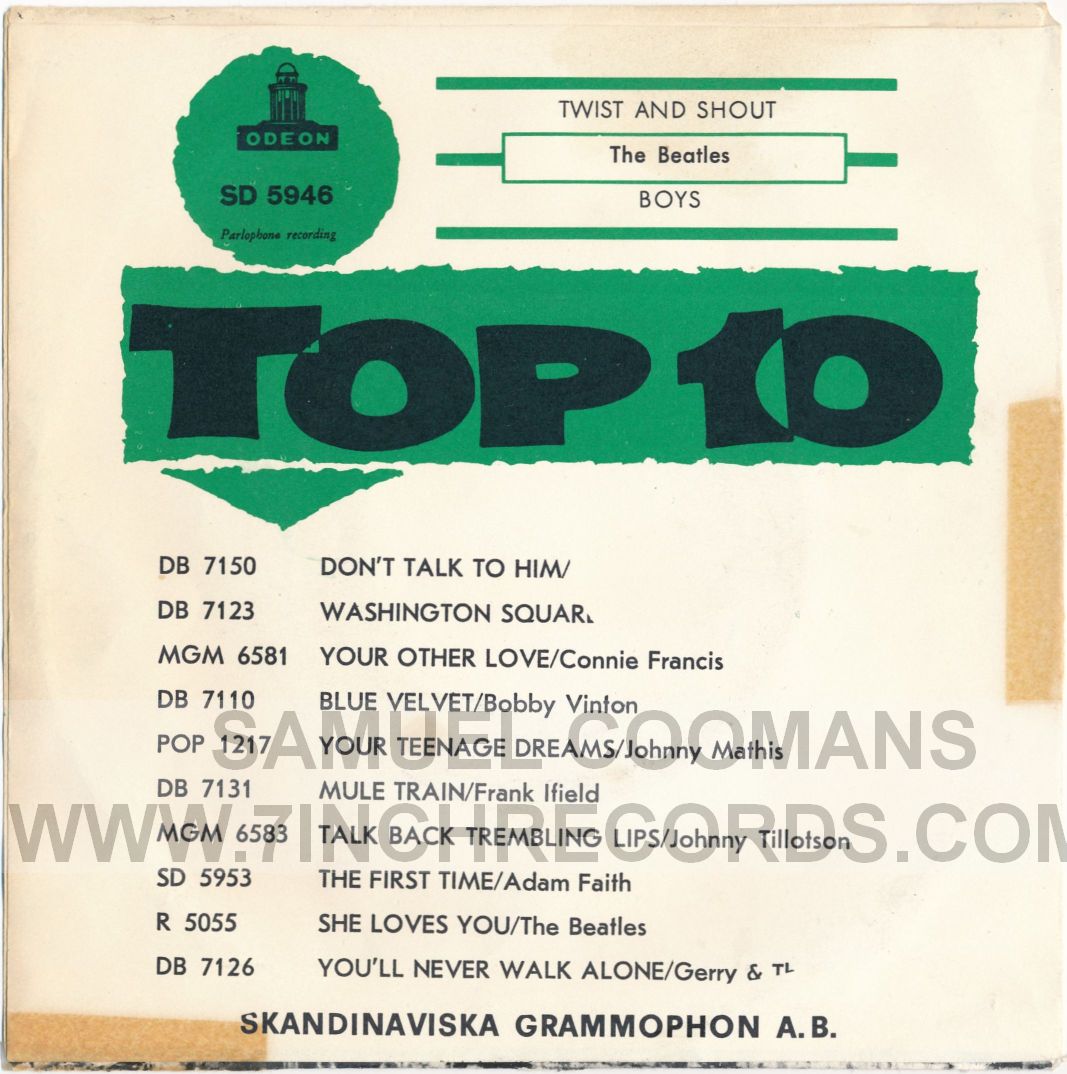 ODEON
SD 5946
Parlophone recording
TWIST AND SHOUT
The Beatles
BOYS
TOP 10
DB 7150 DON'T TALK TO HIM/
DB 7123 WASHINGTON SQUAR
MGM 6581 YOUR OTHER LOVE/Connie Francis
DB 7110 BLUE VELVET/Bobby Vinton
SAMUEL COOMANS
POP 1217 YOUR TEENAGE DREAMS/Johnny Mathis
DB 7131 MULE TRAIN/Frank Ifield
WWW.7INCHRECORDS.COM
MGM 6583 TALK BACK TREMBLING LIPS/Johnny Tillotson
SD 5953 THE FIRST TIME/Adam Faith
R 5055 SHE LOVES YOU/The Beatles
DB 7126 YOU'LL NEVER WALK ALONE/Gerry &
SKANDINAVISKA GRAMMOPHON A.B.